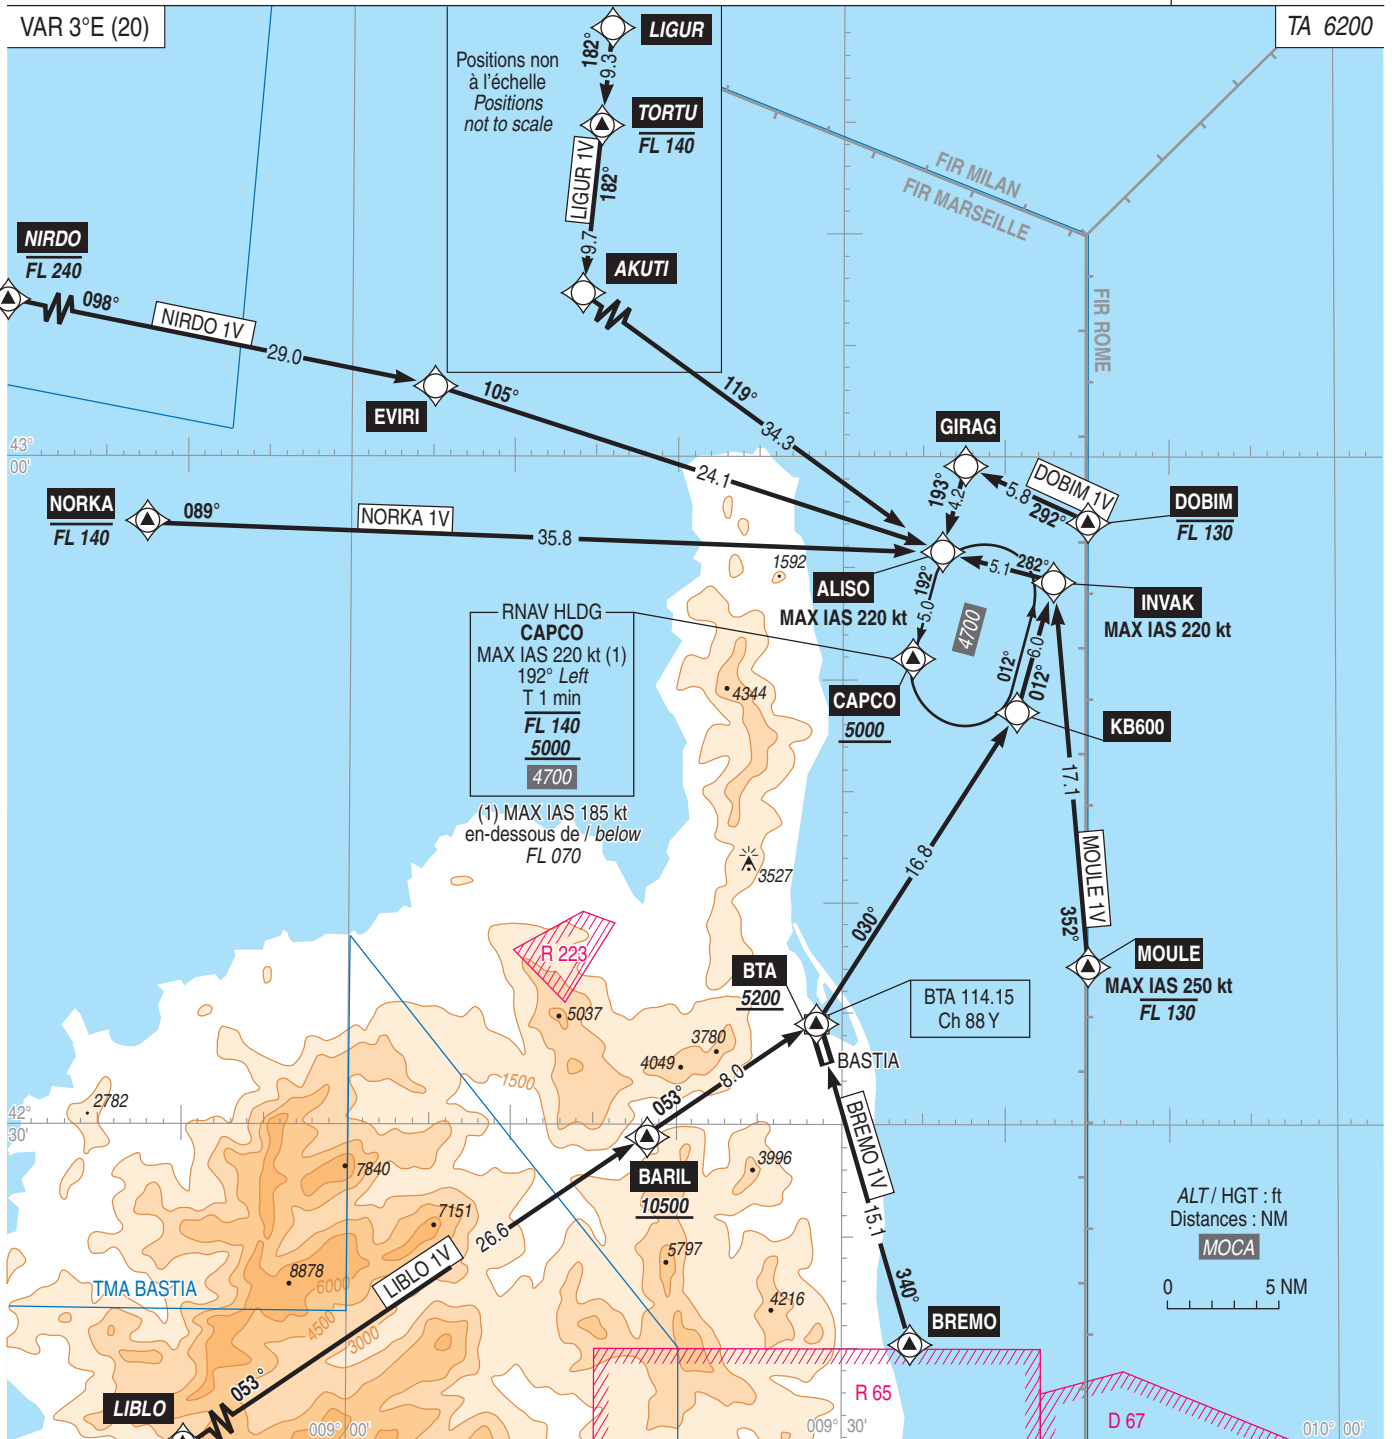 VAR 3°E (20)
TA 6200
LIGUR
182°
9.3
Positions non
à l'échelle
Positions
not to scale
TORTU
FL 140
LIGUR 1V
182°
9.7
AKUTI
FIR MILAN
FIR MARSEILLE
FIR ROME
NIRDO
FL 240
098°
NIRDO 1V
29.0
EVIRI
105°
24.1
119°
34.3
GIRAG
193°
4.2
DOBIM 1V
5.8
292°
DOBIM
FL 130
43°
00'
NORKA
FL 140
089°
NORKA 1V
35.8
1592
ALISO
MAX IAS 220 kt
192°
5.0
5.1
282°
INVAK
MAX IAS 220 kt
4700
RNAV HLDG
CAPCO
MAX IAS 220 kt (1)
192° Left
T 1 min
FL 140
5000
4700
(1) MAX IAS 185 kt
en-dessous de / below
FL 070
012°
012°
6.0
CAPCO
5000
KB600
4344
17.1
MOULE 1V
352°
16.8
030°
3527
R 223
BTA
5200
MOULE
MAX IAS 250 kt
FL 130
BTA 114.15
Ch 88 Y
5037
3780
4049
BASTIA
8.0
053°
1500
2782
42°
30'
BREMO 1V
15.1
340°
7840
BARIL
10500
3996
7151
26.6
LIBLO 1V
5797
8878
6000
4500
3000
4216
TMA BASTIA
ALT / HGT : ft
Distances : NM
MOCA
0 5 NM
BREMO
053°
LIBLO
R 65
D 67
009° 00'
009° 30'
010° 00'